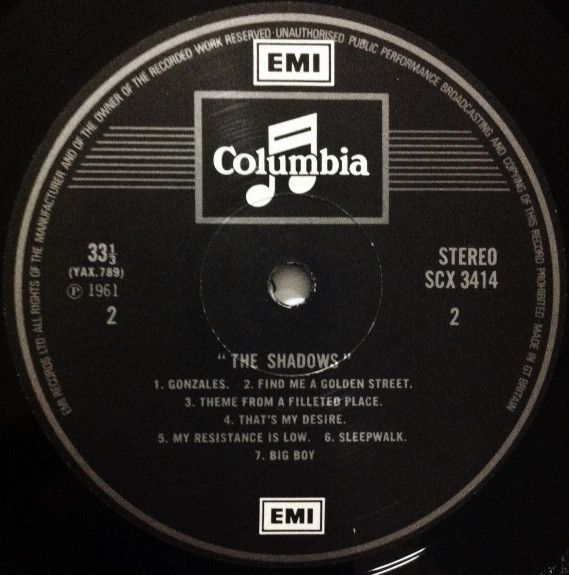 EMI RECORDS LTD · ALL RIGHTS OF THE MANUFACTURER AND OF THE OWNER OF THE RECORDED WORK RESERVED · UNAUTHORISED PUBLIC PERFORMANCE BROADCASTING AND COPYING OF THIS RECORD PROHIBITED MADE IN GT BRITAIN
EMI
Columbia
33⅓
(YAX.789)
Ⓟ 1961
2
STEREO
SCX 3414
2
"THE SHADOWS"
1. GONZALES. 2. FIND ME A GOLDEN STREET.
3. THEME FROM A FILLETED PLACE.
4. THAT'S MY DESIRE.
5. MY RESISTANCE IS LOW. 6. SLEEPWALK.
7. BIG BOY
EMI